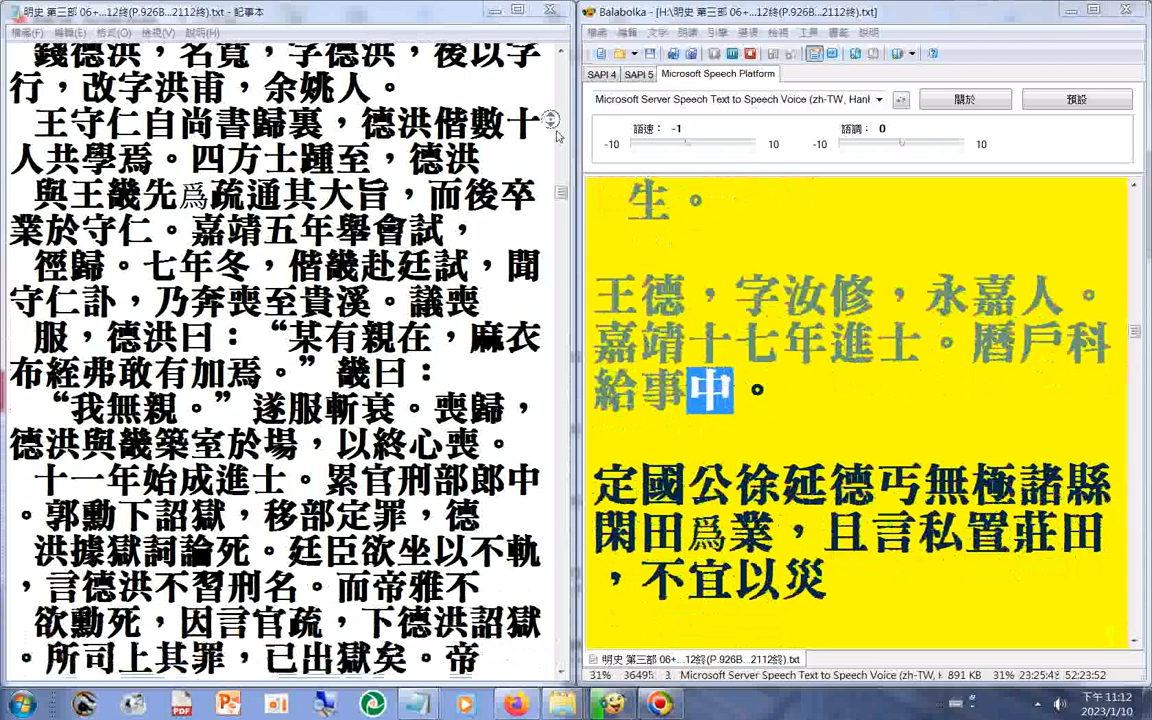 明史 第三部 06+...12終(P.926B...2112終).txt - 記事本
檔案(F) 編輯(E) 格式(O) 檢視(V) 說明(H)
錢德洪，名寬，字德洪，後以字
行，改字洪甫，余姚人。
王守仁自尚書歸裏，德洪偕數十
人共學焉。四方士踵至，德洪
與王畿先爲疏通其大旨，而後卒
業於守仁。嘉靖五年舉會試，
徑歸。七年冬，偕畿赴廷試，聞
守仁訃，乃奔喪至貴溪。議喪
服，德洪曰：“某有親在，麻衣
布絰弗敢有加焉。”畿曰：
“我無親。”遂服斬衰。喪歸，
德洪與畿築室於場，以終心喪。
十一年始成進士。累官刑部郎中
。郭勳下詔獄，移部定罪，德
洪據獄詞論死。廷臣欲坐以不軌
，言德洪不習刑名。而帝雅不
欲勳死，因言官疏，下德洪詔獄
。所司上其罪，已出獄矣。帝
Balabolka - [H:\明史 第三部 06+...12終(P.926B...2112終).txt]
檔案 編輯 文字 朗讀 引擎 選項 檢視 工具 書籤 說明
SAPI 4 SAPI 5 Microsoft Speech Platform
Microsoft Server Speech Text to Speech Voice (zh-TW, Han
關於
預設
語速： -1
語調： 0
-10 10 -10 10
生。
王德，字汝修，永嘉人。
嘉靖十七年進士。曆戶科
給事中。
定國公徐延德丐無極諸縣
閑田爲業，且言私置莊田
，不宜以災
明史 第三部 06+...12終(P.926B...2112終).txt
31% 3649 Microsoft Server Speech Text to Speech Voice (zh-TW, Han 891 KB 31% 23:25:48 52:23:52
PDF
下午 11:12
2023/1/10